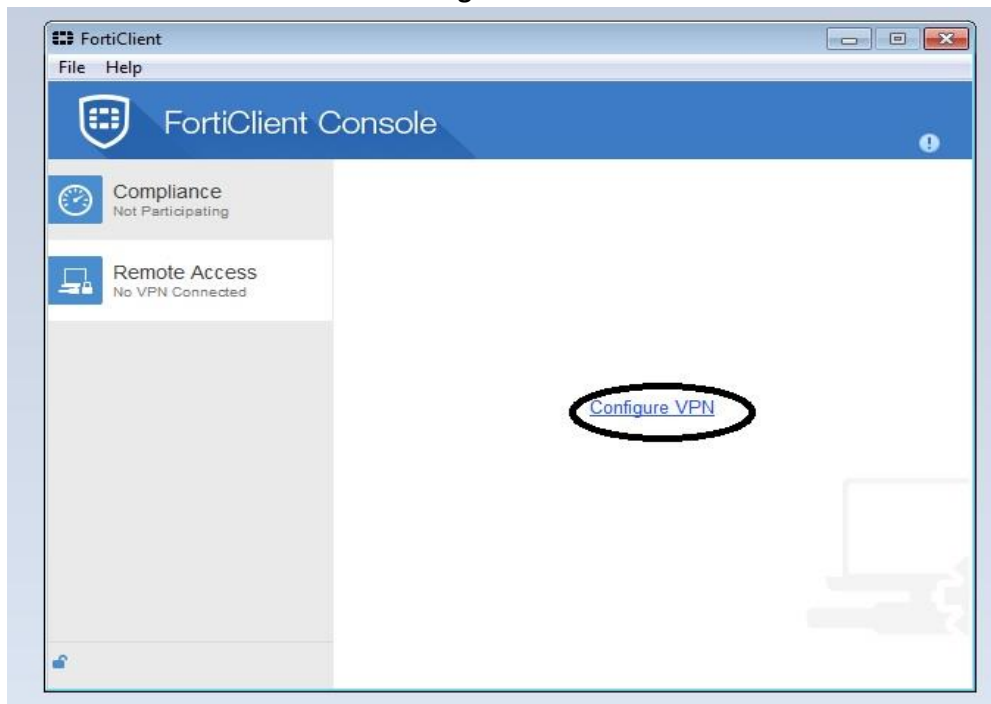 FortiClient
File Help
FortiClient Console
Compliance
Not Participating
Remote Access
No VPN Connected
Configure VPN